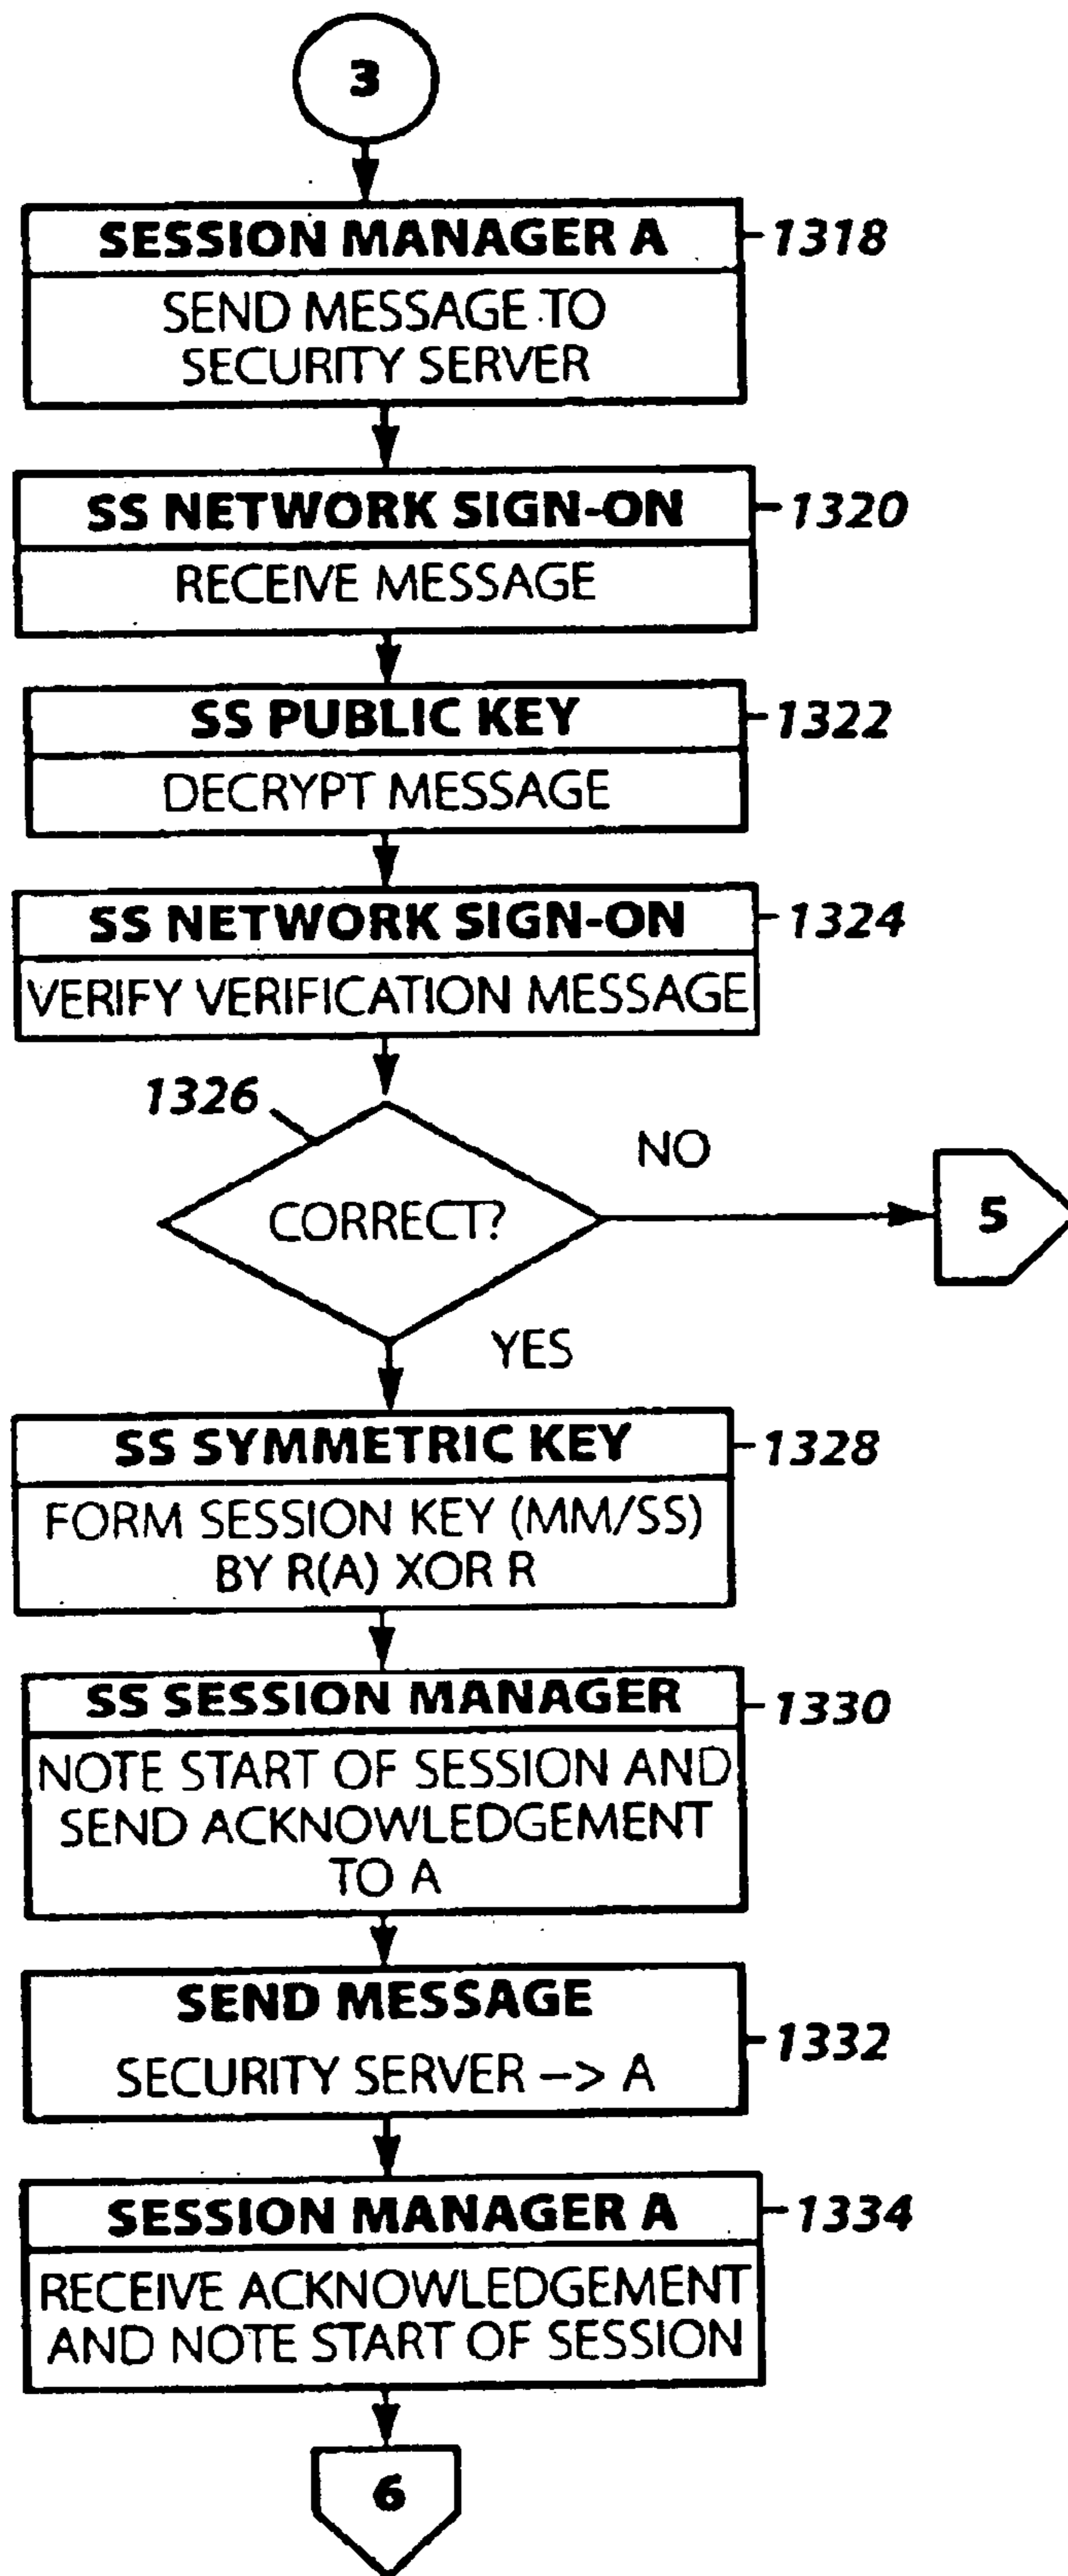 3
SESSION MANAGER A
1318
SEND MESSAGE TO
SECURITY SERVER
SS NETWORK SIGN-ON
1320
RECEIVE MESSAGE
SS PUBLIC KEY
1322
DECRYPT MESSAGE
SS NETWORK SIGN-ON
1324
VERIFY VERIFICATION MESSAGE
1326
CORRECT?
NO
5
YES
SS SYMMETRIC KEY
1328
FORM SESSION KEY (MM/SS)
BY R(A) XOR R
SS SESSION MANAGER
1330
NOTE START OF SESSION AND
SEND ACKNOWLEDGEMENT
TO A
SEND MESSAGE
1332
SECURITY SERVER –> A
SESSION MANAGER A
1334
RECEIVE ACKNOWLEDGEMENT
AND NOTE START OF SESSION
6